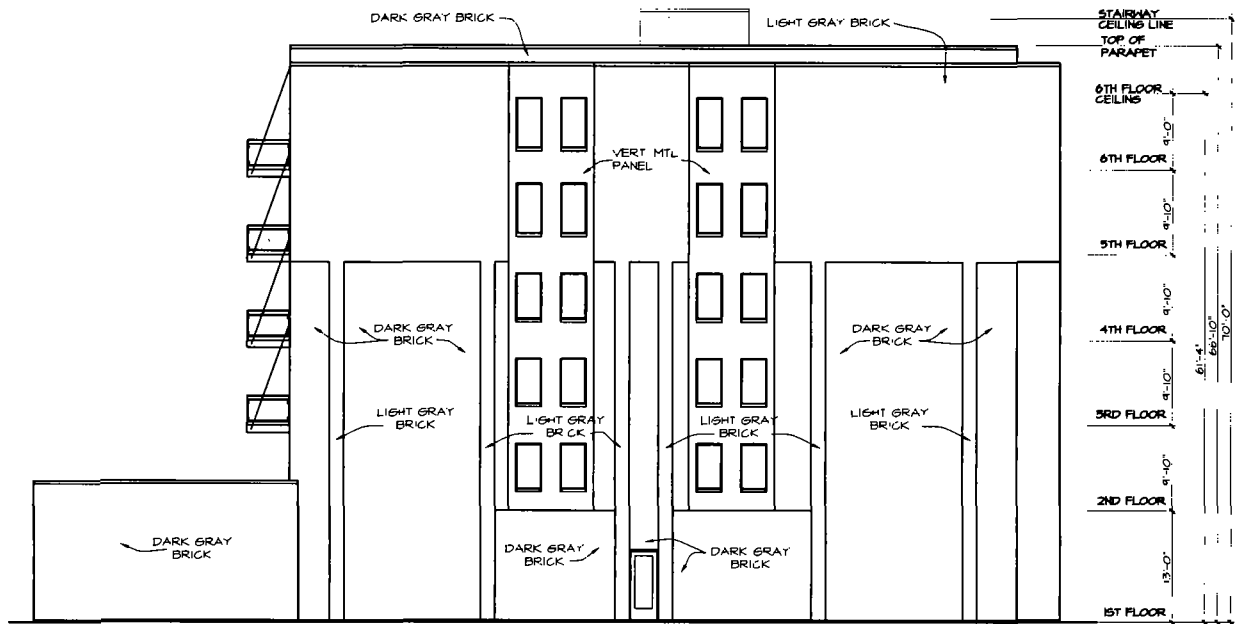 DARK GRAY BRICK
LIGHT GRAY BRICK
STAIRWAY
CEILING LINE
TOP OF
PARAPET
6TH FLOOR
CEILING
9'-0"
VERT MTL
PANEL
6TH FLOOR
9'-10"
5TH FLOOR
9'-10"
DARK GRAY
BRICK
DARK GRAY
BRICK
4TH FLOOR
61'-4"
66'-10"
70'-0"
9'-10"
LIGHT GRAY
BRICK
LIGHT GRAY
BRICK
LIGHT GRAY
BRICK
LIGHT GRAY
BRICK
3RD FLOOR
9'-10"
2ND FLOOR
DARK GRAY
BRICK
DARK GRAY
BRICK
DARK GRAY
BRICK
13'-0"
1ST FLOOR